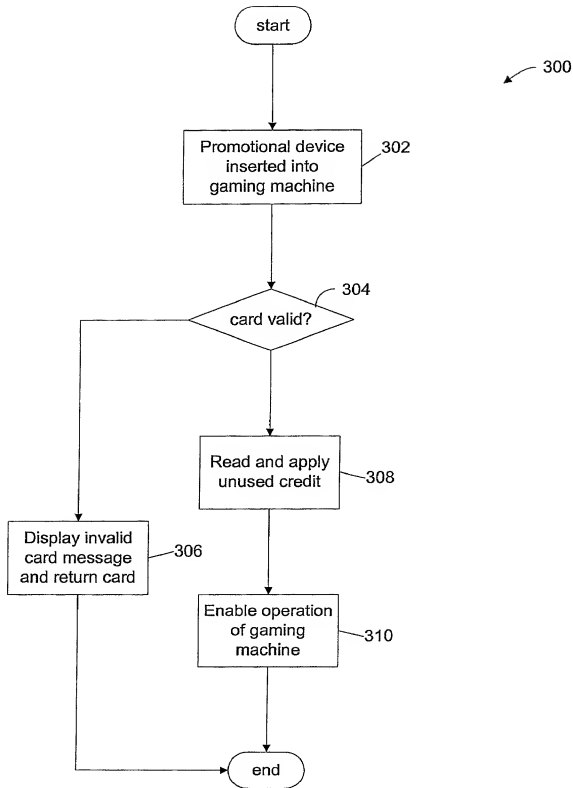 start
300
Promotional device
inserted into
gaming machine
302
304
card valid?
Read and apply
unused credit
308
Display invalid
card message
and return card
306
Enable operation
of gaming
machine
310
end